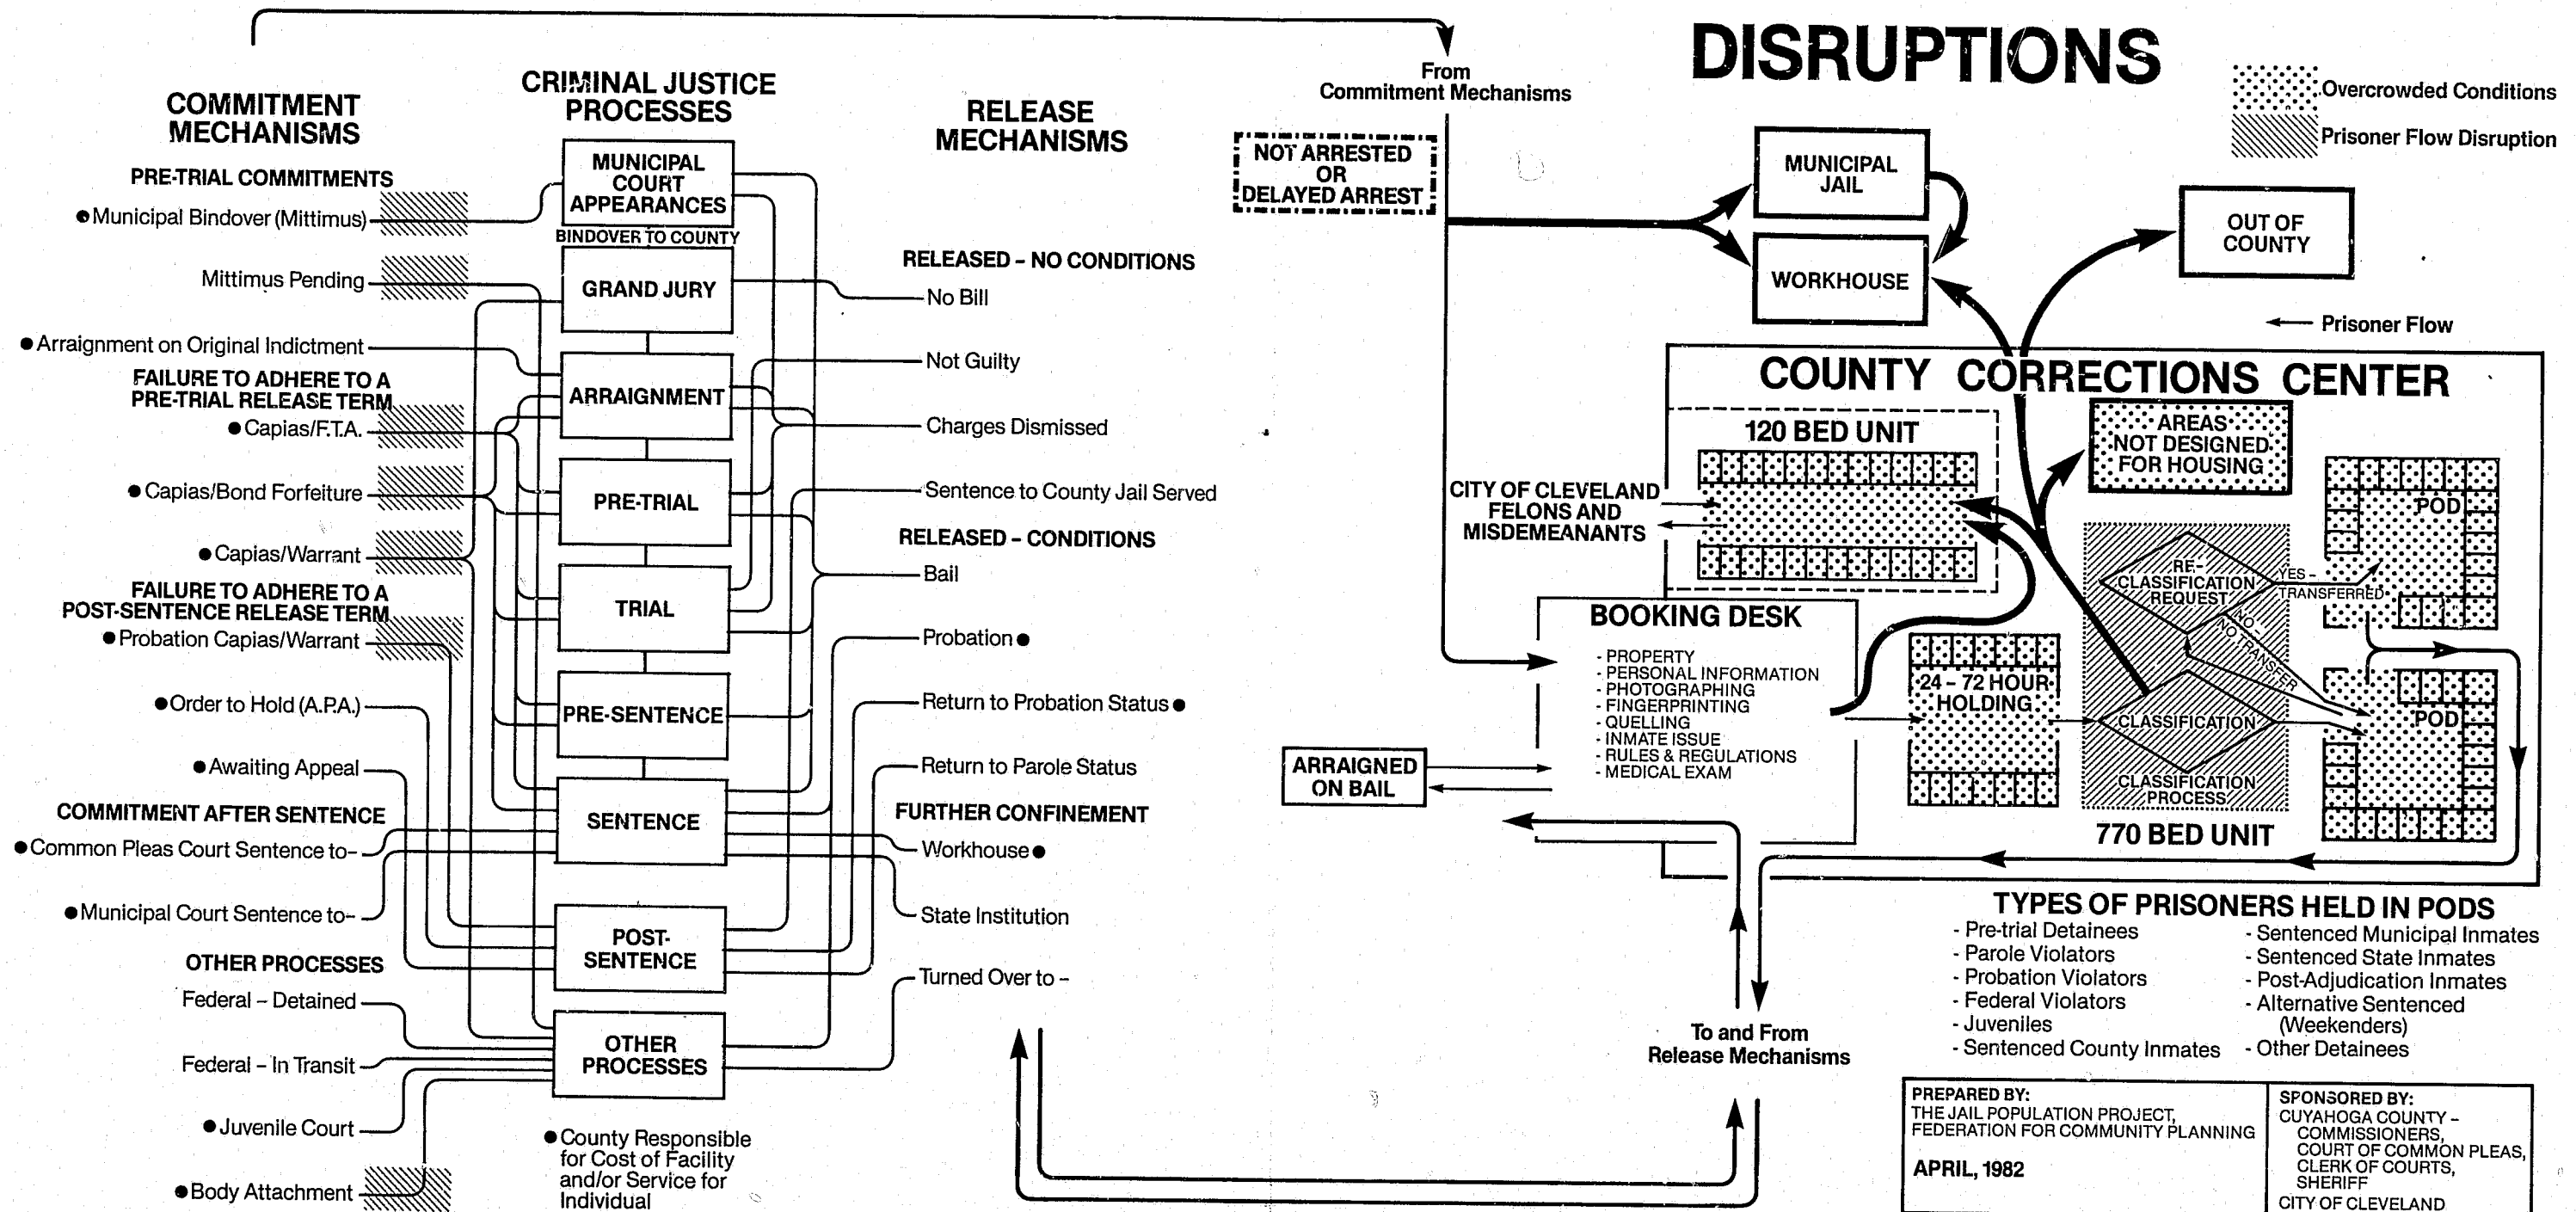 DISRUPTIONS
Overcrowded Conditions
Prisoner Flow Disruption
COMMITMENT
MECHANISMS
PRE-TRIAL COMMITMENTS
● Municipal Bindover (Mittimus)
Mittimus Pending
● Arraignment on Original Indictment
FAILURE TO ADHERE TO A
PRE-TRIAL RELEASE TERM
● Capias/F.T.A.
● Capias/Bond Forfeiture
● Capias/Warrant
FAILURE TO ADHERE TO A
POST-SENTENCE RELEASE TERM
● Probation Capias/Warrant
● Order to Hold (A.P.A.)
● Awaiting Appeal
COMMITMENT AFTER SENTENCE
● Common Pleas Court Sentence to-
● Municipal Court Sentence to-
OTHER PROCESSES
Federal – Detained
Federal – In Transit
● Juvenile Court
● Body Attachment
CRIMINAL JUSTICE
PROCESSES
MUNICIPAL
COURT
APPEARANCES
BINDOVER TO COUNTY
GRAND JURY
ARRAIGNMENT
PRE-TRIAL
TRIAL
PRE-SENTENCE
SENTENCE
POST-
SENTENCE
OTHER
PROCESSES
● County Responsible
for Cost of Facility
and/or Service for
Individual
RELEASE
MECHANISMS
RELEASED – NO CONDITIONS
No Bill
Not Guilty
Charges Dismissed
Sentence to County Jail Served
RELEASED – CONDITIONS
Bail
Probation ●
Return to Probation Status ●
Return to Parole Status
FURTHER CONFINEMENT
Workhouse ●
State Institution
Turned Over to –
From
Commitment Mechanisms
NOT ARRESTED
OR
DELAYED ARREST
MUNICIPAL
JAIL
WORKHOUSE
OUT OF
COUNTY
Prisoner Flow
COUNTY CORRECTIONS CENTER
120 BED UNIT
CITY OF CLEVELAND
FELONS AND
MISDEMEANANTS
AREAS
NOT DESIGNED
FOR HOUSING
POD
RE-
CLASSIFICATION
REQUEST
YES –
TRANSFERRED
NO –
NO TRANSFER
BOOKING DESK
- PROPERTY
- PERSONAL INFORMATION
- PHOTOGRAPHING
- FINGERPRINTING
- QUELLING
- INMATE ISSUE
- RULES & REGULATIONS
- MEDICAL EXAM
24 – 72 HOUR
HOLDING
CLASSIFICATION
CLASSIFICATION
PROCESS
POD
770 BED UNIT
ARRAIGNED
ON BAIL
To and From
Release Mechanisms
TYPES OF PRISONERS HELD IN PODS
- Pre-trial Detainees
- Parole Violators
- Probation Violators
- Federal Violators
- Juveniles
- Sentenced County Inmates
- Sentenced Municipal Inmates
- Sentenced State Inmates
- Post-Adjudication Inmates
- Alternative Sentenced
(Weekenders)
- Other Detainees
PREPARED BY:
THE JAIL POPULATION PROJECT,
FEDERATION FOR COMMUNITY PLANNING
APRIL, 1982
SPONSORED BY:
CUYAHOGA COUNTY –
COMMISSIONERS,
COURT OF COMMON PLEAS,
CLERK OF COURTS,
SHERIFF
CITY OF CLEVELAND